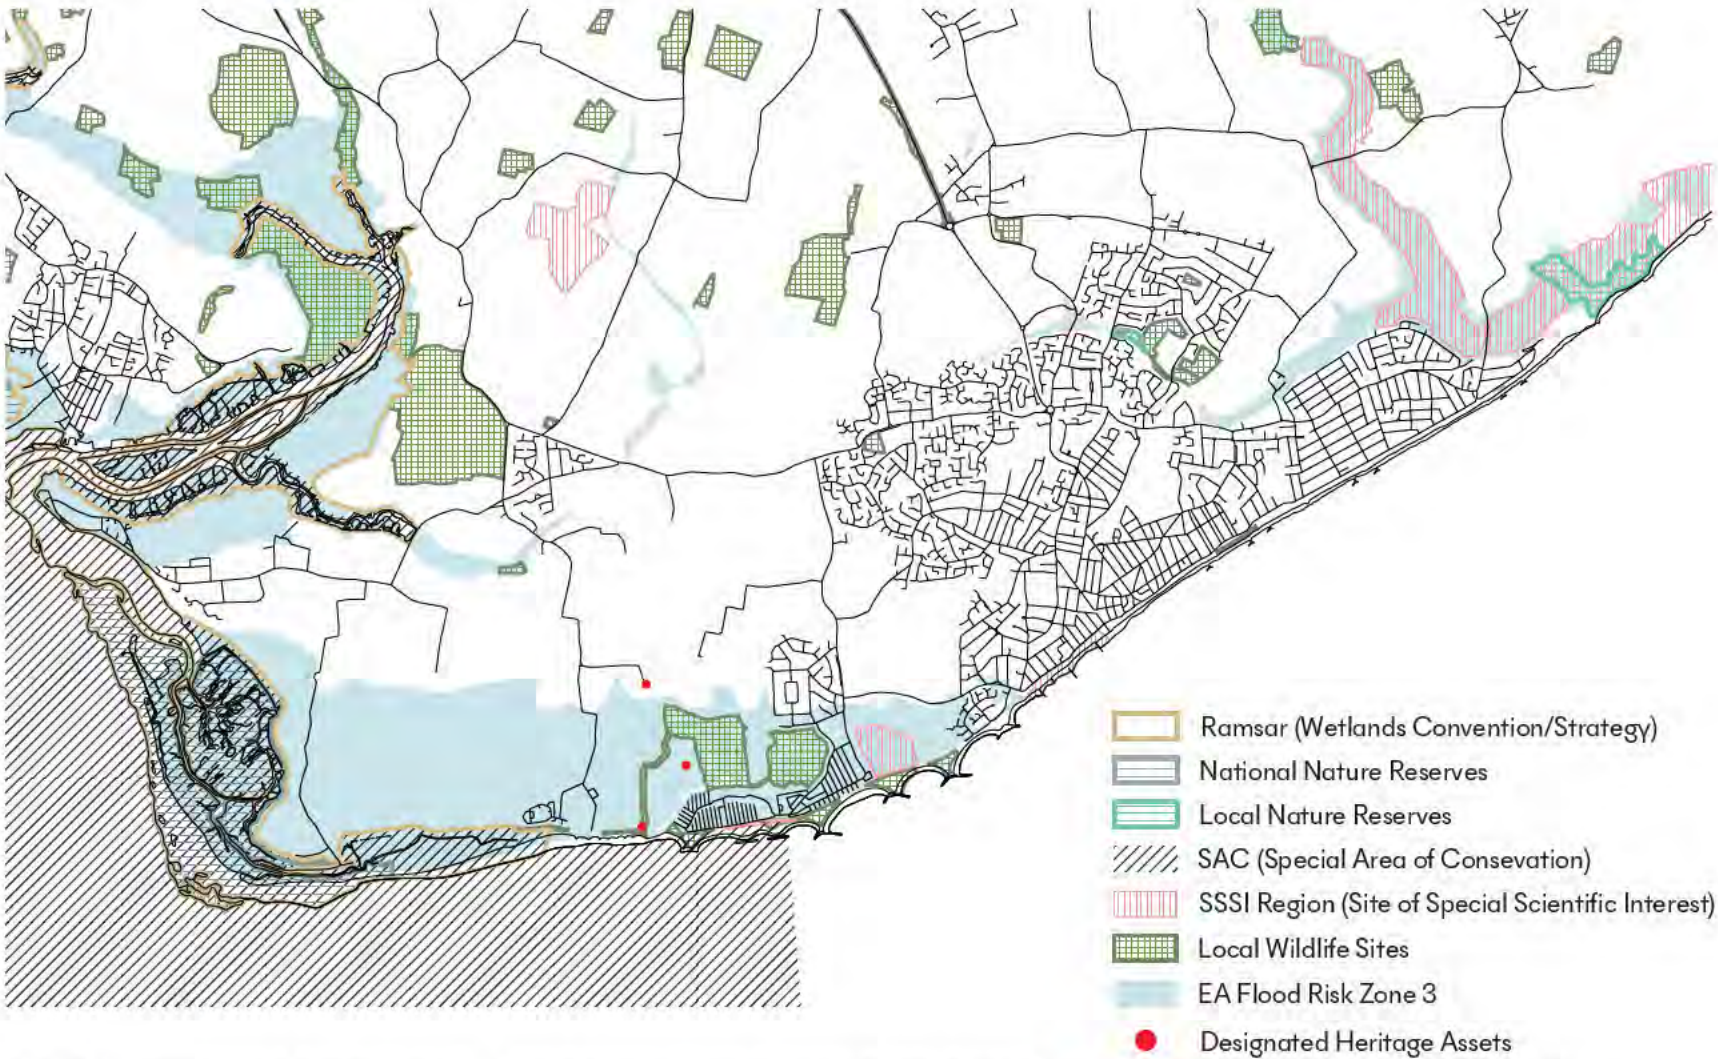 Ramsar (Wetlands Convention/Strategy)
National Nature Reserves
Local Nature Reserves
SAC (Special Area of Consevation)
SSSI Region (Site of Special Scientific Interest)
Local Wildlife Sites
EA Flood Risk Zone 3
Designated Heritage Assets